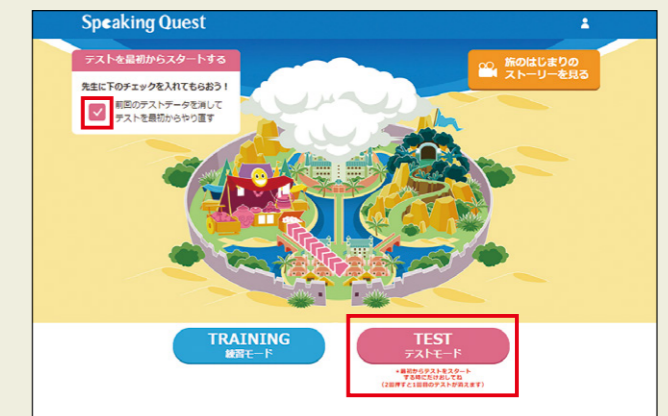 Speaking Quest
テストを最初からスタートする
先生に下のチェックを入れてもらおう！
前回のテストデータを消して
テストを最初からやり直す
旅のはじまりの
ストーリーを見る
TRAINING
練習モード
TEST
テストモード
*最初からテストをスタート
する時にだけおしてね
(2回押すと1回目のテストが消えます)